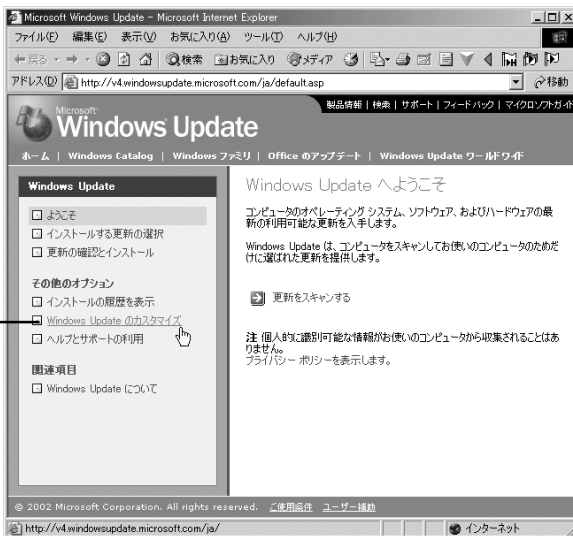 Microsoft Windows Update - Microsoft Internet Explorer
ファイル(F) 編集(E) 表示(V) お気に入り(A) ツール(T) ヘルプ(H)
戻る 検索 お気に入り メディア
アドレス(D) http://v4.windowsupdate.microsoft.com/ja/default.asp 移動
製品情報 | 検索 | サポート | フィードバック | マイクロソフトガイド
Microsoft
Windows Update
ホーム | Windows Catalog | Windows ファミリ | Office のアップデート | Windows Update ワールドワイド
Windows Update
ようこそ
インストールする更新の選択
更新の確認とインストール
その他のオプション
インストールの履歴を表示
Windows Update のカスタマイズ
ヘルプとサポートの利用
関連項目
Windows Update について
Windows Update へようこそ
コンピュータのオペレーティング システム、ソフトウェア、およびハードウェアの最
新の利用可能な更新を入手します。
Windows Update は、コンピュータをスキャンしてお使いのコンピュータのためだ
けに選ばれた更新を提供します。
更新をスキャンする
注 個人的に識別可能な情報がお使いのコンピュータから収集されることはあ
りません。
プライバシー ポリシーを表示します。
© 2002 Microsoft Corporation. All rights reserved. ご使用条件 ユーザー補助
http://v4.windowsupdate.microsoft.com/ja/ インターネット